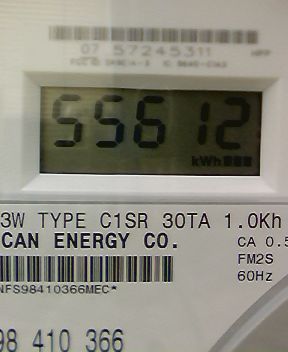 07 57245311
55612
kWh
3W TYPE C1SR 30TA 1.0Kh
CAN ENERGY CO.
CA 0.5
FM2S
60Hz
NFS98410366MEC*
98 410 366